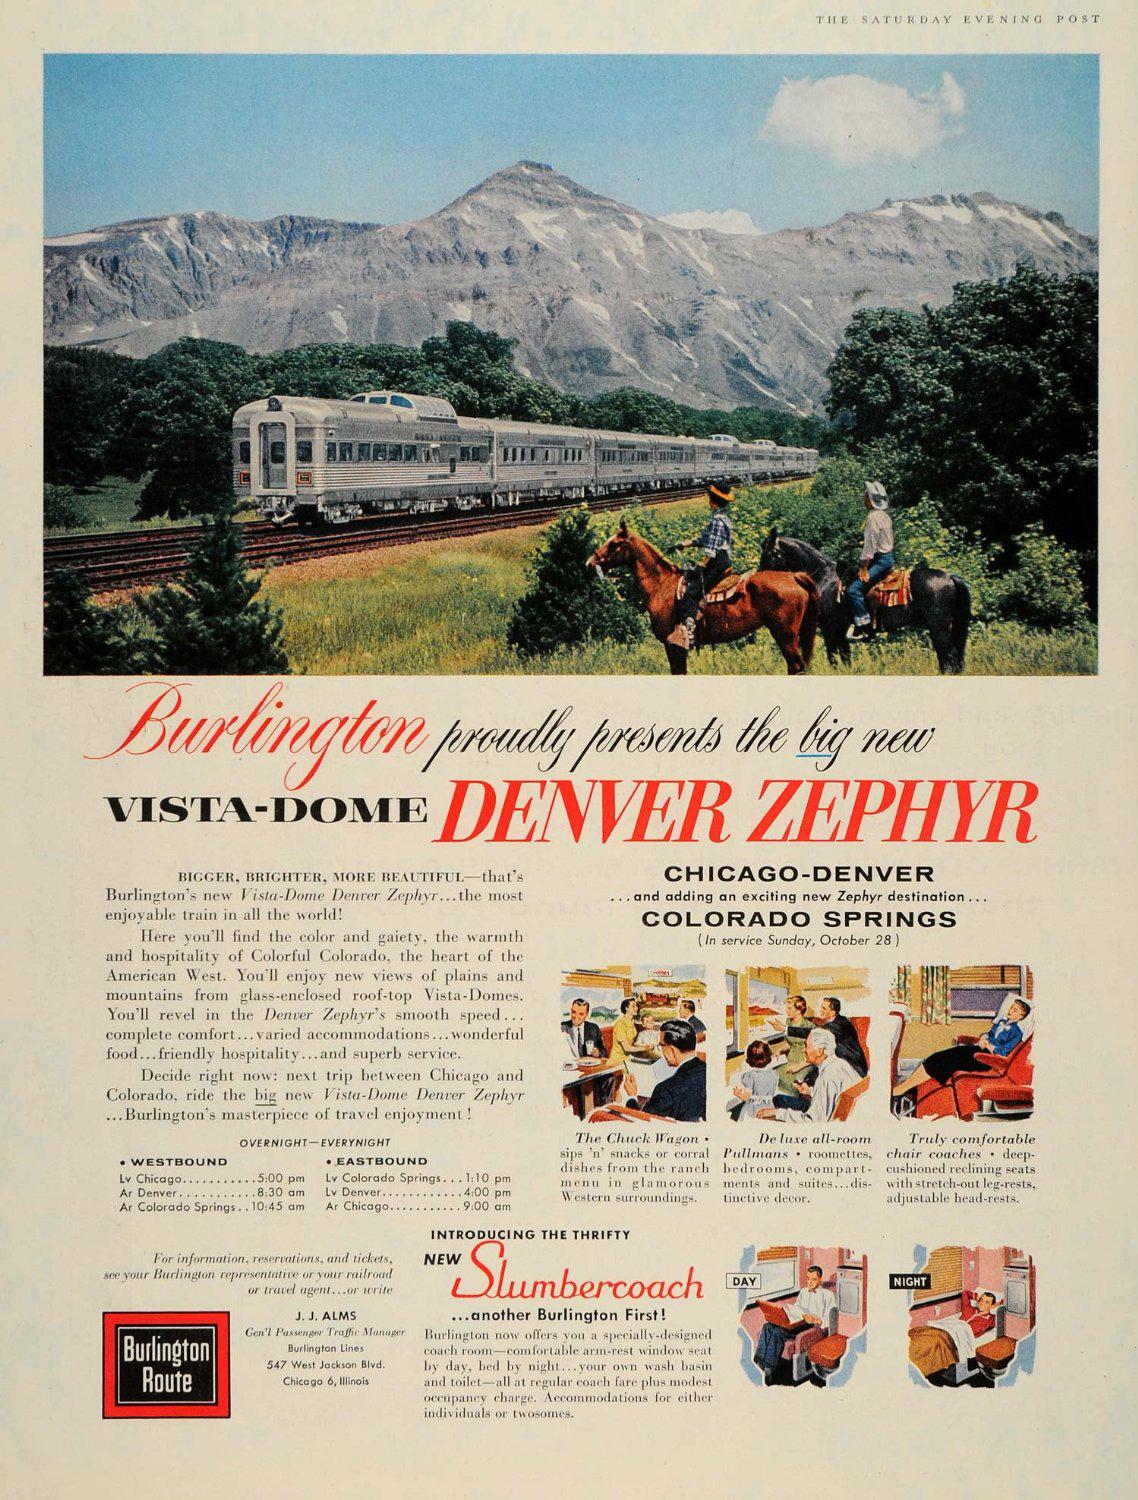 THE SATURDAY EVENING POST
Burlington proudly presents the big new
VISTA-DOME DENVER ZEPHYR
BIGGER, BRIGHTER, MORE BEAUTIFUL—that's
Burlington's new Vista-Dome Denver Zephyr...the most
enjoyable train in all the world!
Here you'll find the color and gaiety, the warmth
and hospitality of Colorful Colorado, the heart of the
American West. You'll enjoy new views of plains and
mountains from glass-enclosed roof-top Vista-Domes.
You'll revel in the Denver Zephyr's smooth speed...
complete comfort...varied accommodations...wonderful
food...friendly hospitality...and superb service.
Decide right now: next trip between Chicago and
Colorado, ride the big new Vista-Dome Denver Zephyr
...Burlington's masterpiece of travel enjoyment!
OVERNIGHT—EVERYNIGHT
• WESTBOUND
Lv Chicago...........5:00 pm
Ar Denver...........8:30 am
Ar Colorado Springs..10:45 am
• EASTBOUND
Lv Colorado Springs...1:10 pm
Lv Denver............4:00 pm
Ar Chicago..........9:00 am
CHICAGO-DENVER
...and adding an exciting new Zephyr destination...
COLORADO SPRINGS
(In service Sunday, October 28)
The Chuck Wagon •
sips 'n' snacks or corral
dishes from the ranch
menu in glamorous
Western surroundings.
De luxe all-room
Pullmans • roomettes,
bedrooms, compart-
ments and suites...dis-
tinctive decor.
Truly comfortable
chair coaches • deep-
cushioned reclining seats
with stretch-out leg-rests,
adjustable head-rests.
For information, reservations, and tickets,
see your Burlington representative or your railroad
or travel agent...or write
J. J. ALMS
Gen'l Passenger Traffic Manager
Burlington Lines
547 West Jackson Blvd.
Chicago 6, Illinois
Burlington
Route
INTRODUCING THE THRIFTY
NEW Slumbercoach
...another Burlington First!
Burlington now offers you a specially-designed
coach room—comfortable arm-rest window seat
by day, bed by night...your own wash basin
and toilet—all at regular coach fare plus modest
occupancy charge. Accommodations for either
individuals or twosomes.
DAY
NIGHT